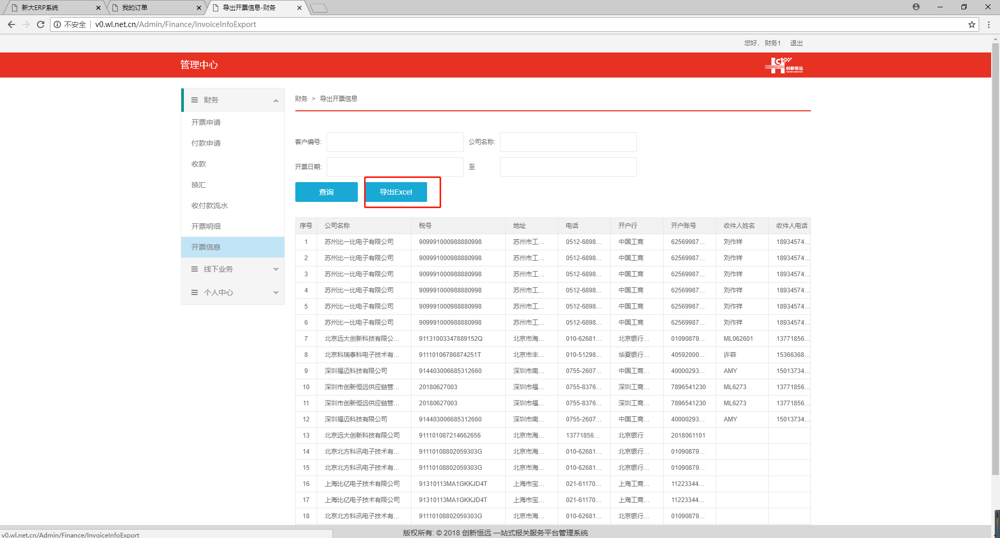 新大ERP系统
我的订单
导出开票信息-财务
不安全 v0.wl.net.cn/Admin/Finance/InvoiceInfoExport
您好, 财务1 退出
管理中心
创新恒远
财务
开票申请
付款申请
收款
换汇
收付款流水
开票明细
开票信息
线下业务
个人中心
财务 > 导出开票信息
客户编号: 公司名称:
开票日期: 至
查询 导出Excel
序号 公司名称 税号 地址 电话 开户行 开户账号 收件人姓名 收件人电话
1 苏州比一比电子有限公司 909991000988880998 苏州市工... 0512-6898... 中国工商 62569987... 刘作祥 18934574...
2 苏州比一比电子有限公司 909991000988880998 苏州市工... 0512-6898... 中国工商 62569987... 刘作祥 18934574...
3 苏州比一比电子有限公司 909991000988880998 苏州市工... 0512-6898... 中国工商 62569987... 刘作祥 18934574...
4 苏州比一比电子有限公司 909991000988880998 苏州市工... 0512-6898... 中国工商 62569987... 刘作祥 18934574...
5 苏州比一比电子有限公司 909991000988880998 苏州市工... 0512-6898... 中国工商 62569987... 刘作祥 18934574...
6 苏州比一比电子有限公司 909991000988880998 苏州市工... 0512-6898... 中国工商 62569987... 刘作祥 18934574...
7 北京远大创新科技有限公... 91131003347889152Q 北京市海... 010-62681... 北京银行... 01090879... ML062601 13771856...
8 北京科瑞泰科电子技术有... 91110106786874251T 北京市丰... 010-51298... 华夏银行... 40592000... 许菲 15366368...
9 深圳福迈科技有限公司 914403006685312660 深圳市南... 0755-2607... 中国工商... 40000293... AMY 15013734...
10 深圳市创新恒远供应链管... 20180627003 深圳市福... 0755-8376... 深圳工商... 7896541230 ML6273 13771856...
11 深圳市创新恒远供应链管... 20180627003 深圳市福... 0755-8376... 深圳工商... 7896541230 ML6273 13771856...
12 深圳福迈科技有限公司 914403006685312660 深圳市南... 0755-2607... 中国工商... 40000293... AMY 15013734...
13 北京远大创新科技有限公司 911101087214662656 北京市海... 13771856... 北京银行 2018061101
14 北京北方科讯电子技术有... 91110108802059303G 北京市海... 010-62681... 北京银行... 01090879...
15 北京北方科讯电子技术有... 91110108802059303G 北京市海... 010-62681... 北京银行... 01090879...
16 上海比亿电子技术有限公司 91310113MA1GKKJD4T 上海市宝... 021-61170... 上海工商... 11223344...
17 上海比亿电子技术有限公司 91310113MA1GKKJD4T 上海市宝... 021-61170... 上海工商... 11223344...
18 北京北方科讯电子技术有... 91110108802059303G 北京市海... 010-62681... 北京银行... 01090879...
v0.wl.net.cn/Admin/Finance/InvoiceInfoExport
版权所有: © 2018 创新恒远 一站式报关服务平台管理系统